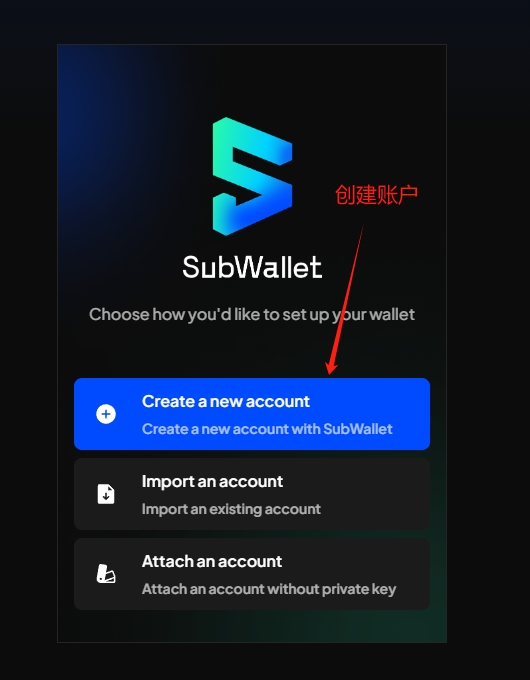 创建账户
SubWallet
Choose how you'd like to set up your wallet
Create a new account
Create a new account with SubWallet
Import an account
Import an existing account
Attach an account
Attach an account without private key